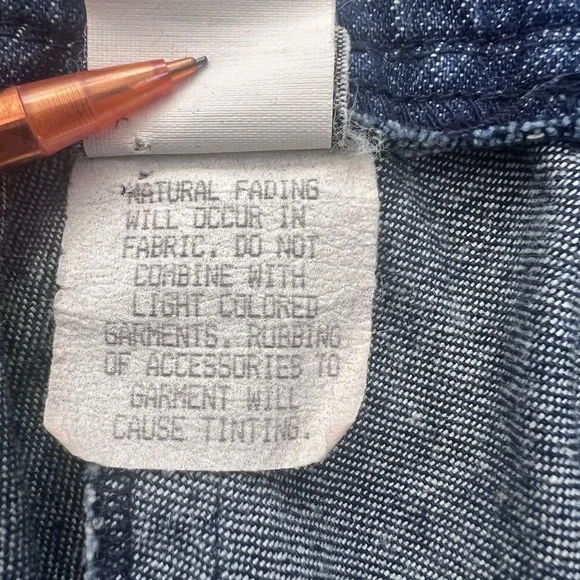 NATURAL FADING
WILL OCCUR IN
FABRIC. DO NOT
COMBINE WITH
LIGHT COLORED
GARMENTS. RUBBING
OF ACCESSORIES TO
GARMENT WILL
CAUSE TINTING.